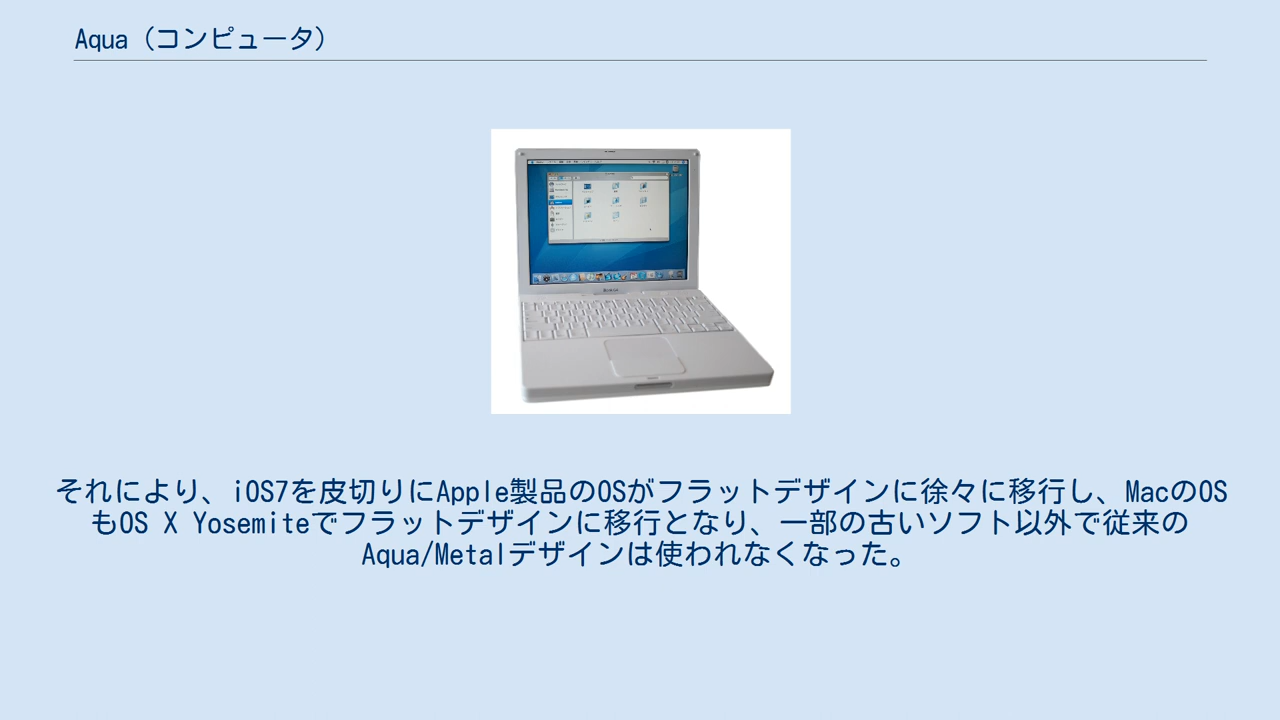 Aqua（コンピュータ）
それにより、iOS7を皮切りにApple製品のOSがフラットデザインに徐々に移行し、MacのOS
もOS X Yosemiteでフラットデザインに移行となり、一部の古いソフト以外で従来の
Aqua/Metalデザインは使われなくなった。